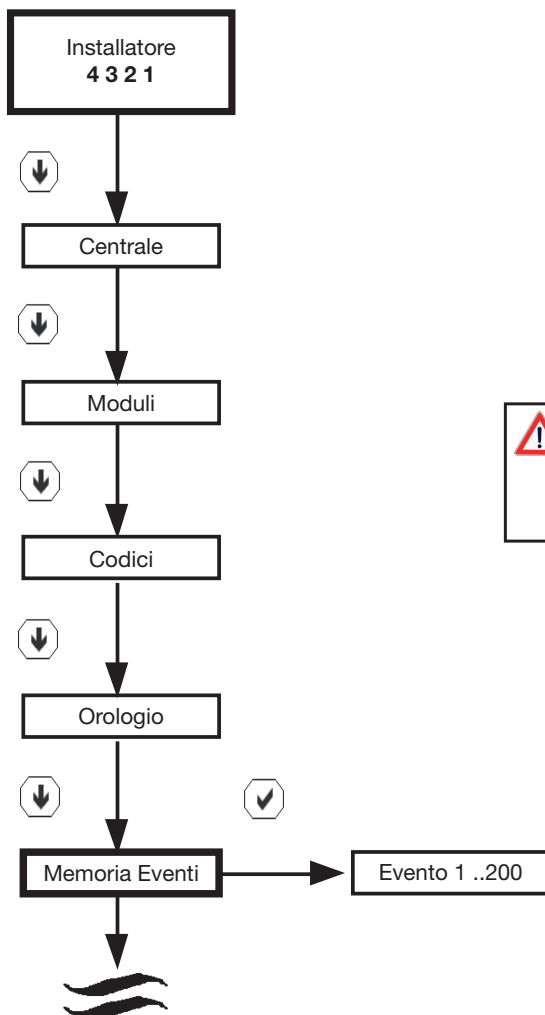 Installatore
4 3 2 1
Centrale
Moduli
!
Codici
Orologio
Memoria Eventi
Evento 1 ..200